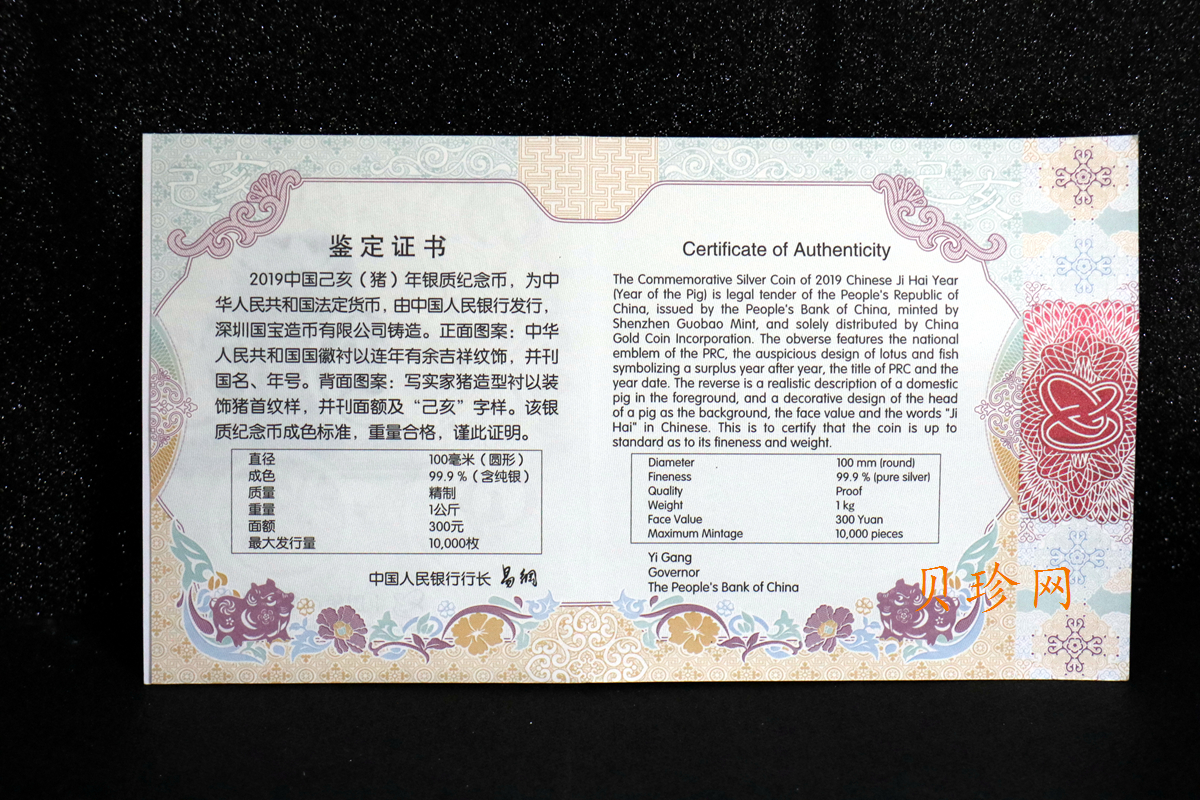 鉴定证书
2019中国己亥（猪）年银质纪念币，为中
华人民共和国法定货币，由中国人民银行发行，
深圳国宝造币有限公司铸造。正面图案：中华
人民共和国国徽衬以连年有余吉祥纹饰，并刊
国名、年号。背面图案：写实家猪造型衬以装
饰猪首纹样，并刊面额及“己亥”字样。该银
质纪念币成色标准，重量合格，谨此证明。
直径 100毫米（圆形）
成色 99.9 %（含纯银）
质量 精制
重量 1公斤
面额 300元
最大发行量 10,000枚
中国人民银行行长 易纲
Certificate of Authenticity
The Commemorative Silver Coin of 2019 Chinese Ji Hai Year
(Year of the Pig) is legal tender of the People's Republic of
China, issued by the People's Bank of China, minted by
Shenzhen Guobao Mint, and solely distributed by China
Gold Coin Incorporation. The obverse features the national
emblem of the PRC, the auspicious design of lotus and fish
symbolizing a surplus year after year, the title of PRC and the
year date. The reverse is a realistic description of a domestic
pig in the foreground, and a decorative design of the head
of a pig as the background, the face value and the words "Ji
Hai" in Chinese. This is to certify that the coin is up to
standard as to its fineness and weight.
Diameter 100 mm (round)
Fineness 99.9 % (pure silver)
Quality Proof
Weight 1 kg
Face Value 300 Yuan
Maximum Mintage 10,000 pieces
Yi Gang
Governor
The People's Bank of China
贝珍网
己亥
己亥